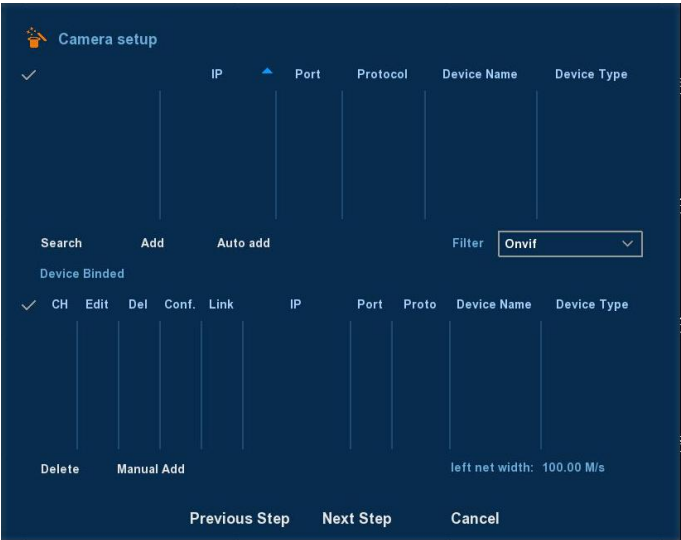 Camera setup
IP Port Protocol Device Name Device Type
Search Add Auto add Filter Onvif
Device Binded
CH Edit Del Conf. Link IP Port Proto Device Name Device Type
Delete Manual Add left net width: 100.00 M/s
Previous Step Next Step Cancel